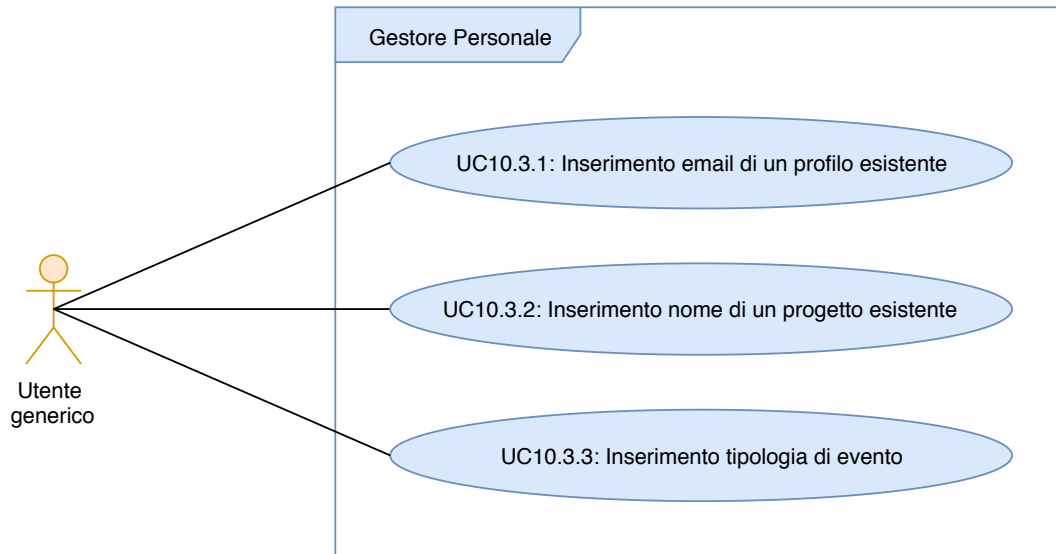 Gestore Personale
UC10.3.1: Inserimento email di un profilo esistente
UC10.3.2: Inserimento nome di un progetto esistente
Utente
generico
UC10.3.3: Inserimento tipologia di evento